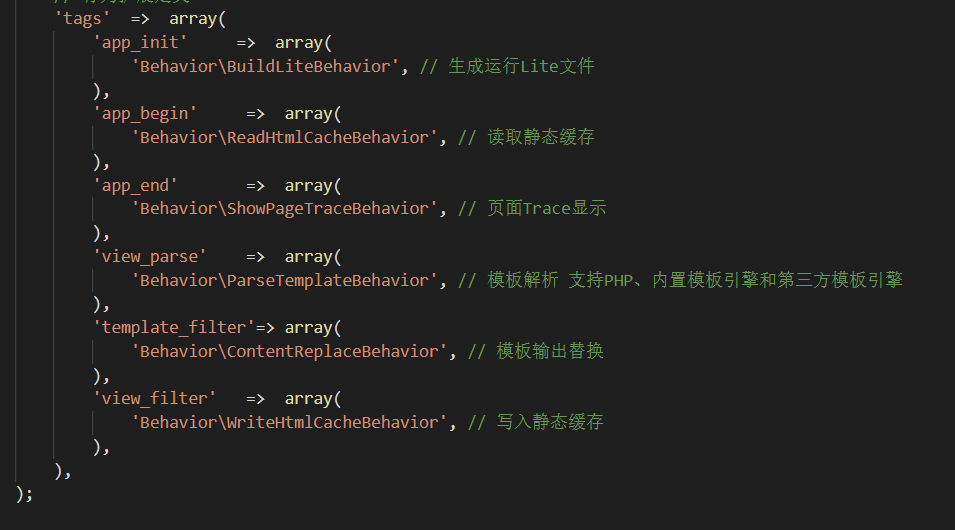 'tags' => array(
'app_init' => array(
'Behavior\BuildLiteBehavior', // 生成运行Lite文件
),
'app_begin' => array(
'Behavior\ReadHtmlCacheBehavior', // 读取静态缓存
),
'app_end' => array(
'Behavior\ShowPageTraceBehavior', // 页面Trace显示
),
'view_parse' => array(
'Behavior\ParseTemplateBehavior', // 模板解析 支持PHP、内置模板引擎和第三方模板引擎
),
'template_filter'=> array(
'Behavior\ContentReplaceBehavior', // 模板输出替换
),
'view_filter' => array(
'Behavior\WriteHtmlCacheBehavior', // 写入静态缓存
),
),
);